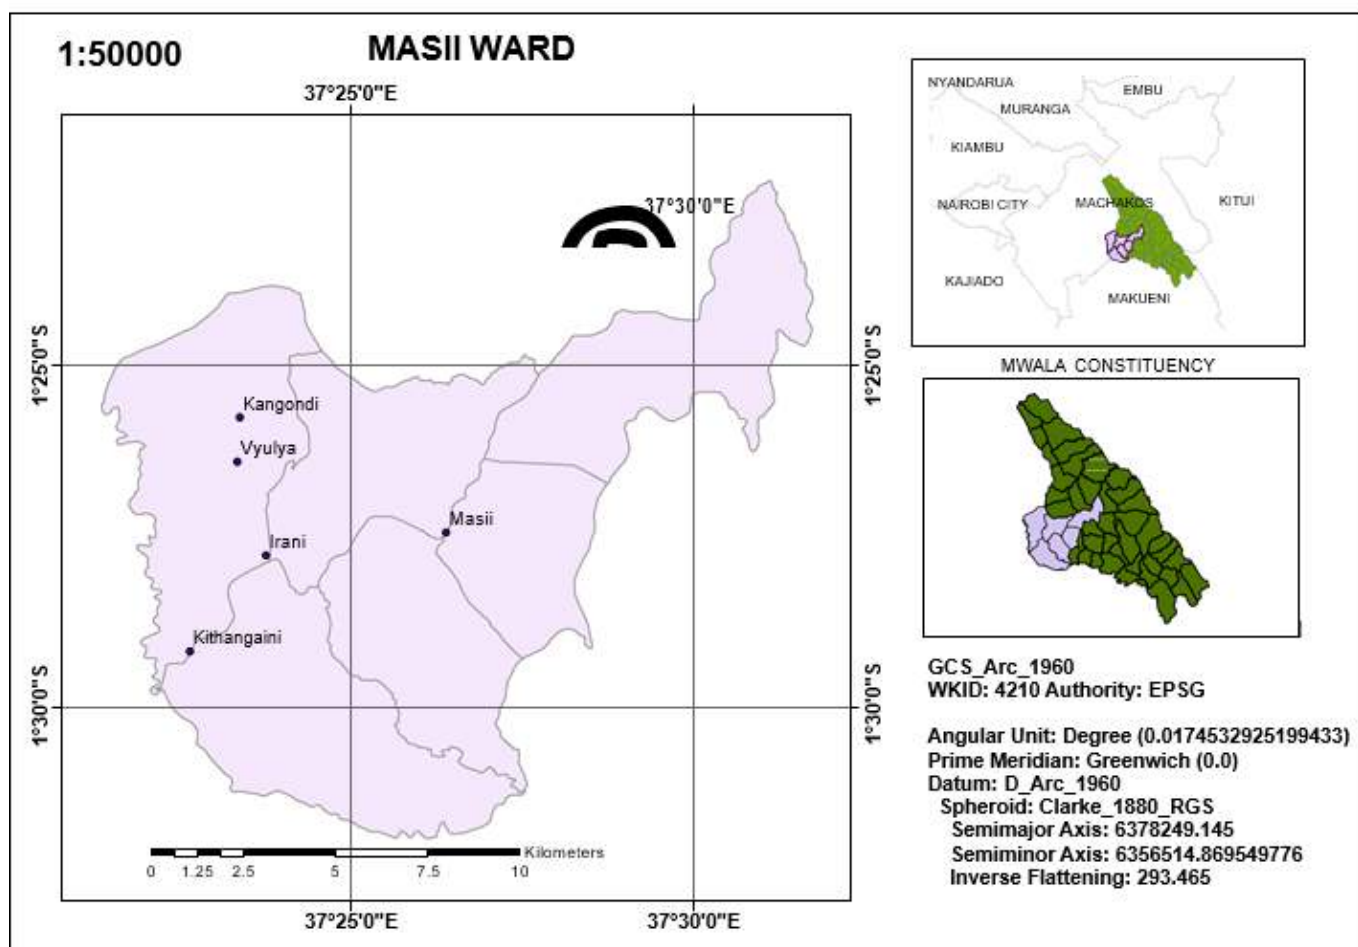 1:50000
MASII WARD
37°25'0"E
37°30'0"E
1°25'0"S
1°25'0"S
Kangondi
Vyulya
Masii
Irani
Kithangaini
1°30'0"S
1°30'0"S
Kilometers
0 1.25 2.5 5 7.5 10
37°25'0"E
37°30'0"E
NYANDARUA
EMBU
MURANGA
KIAMBU
NAIROBI CITY
MACHAKOS
KITUI
KAJIADO
MAKUENI
MWALA CONSTITUENCY
GCS_Arc_1960
WKID: 4210 Authority: EPSG
Angular Unit: Degree (0.0174532925199433)
Prime Meridian: Greenwich (0.0)
Datum: D_Arc_1960
Spheroid: Clarke_1880_RGS
Semimajor Axis: 6378249.145
Semiminor Axis: 6356514.869549776
Inverse Flattening: 293.465